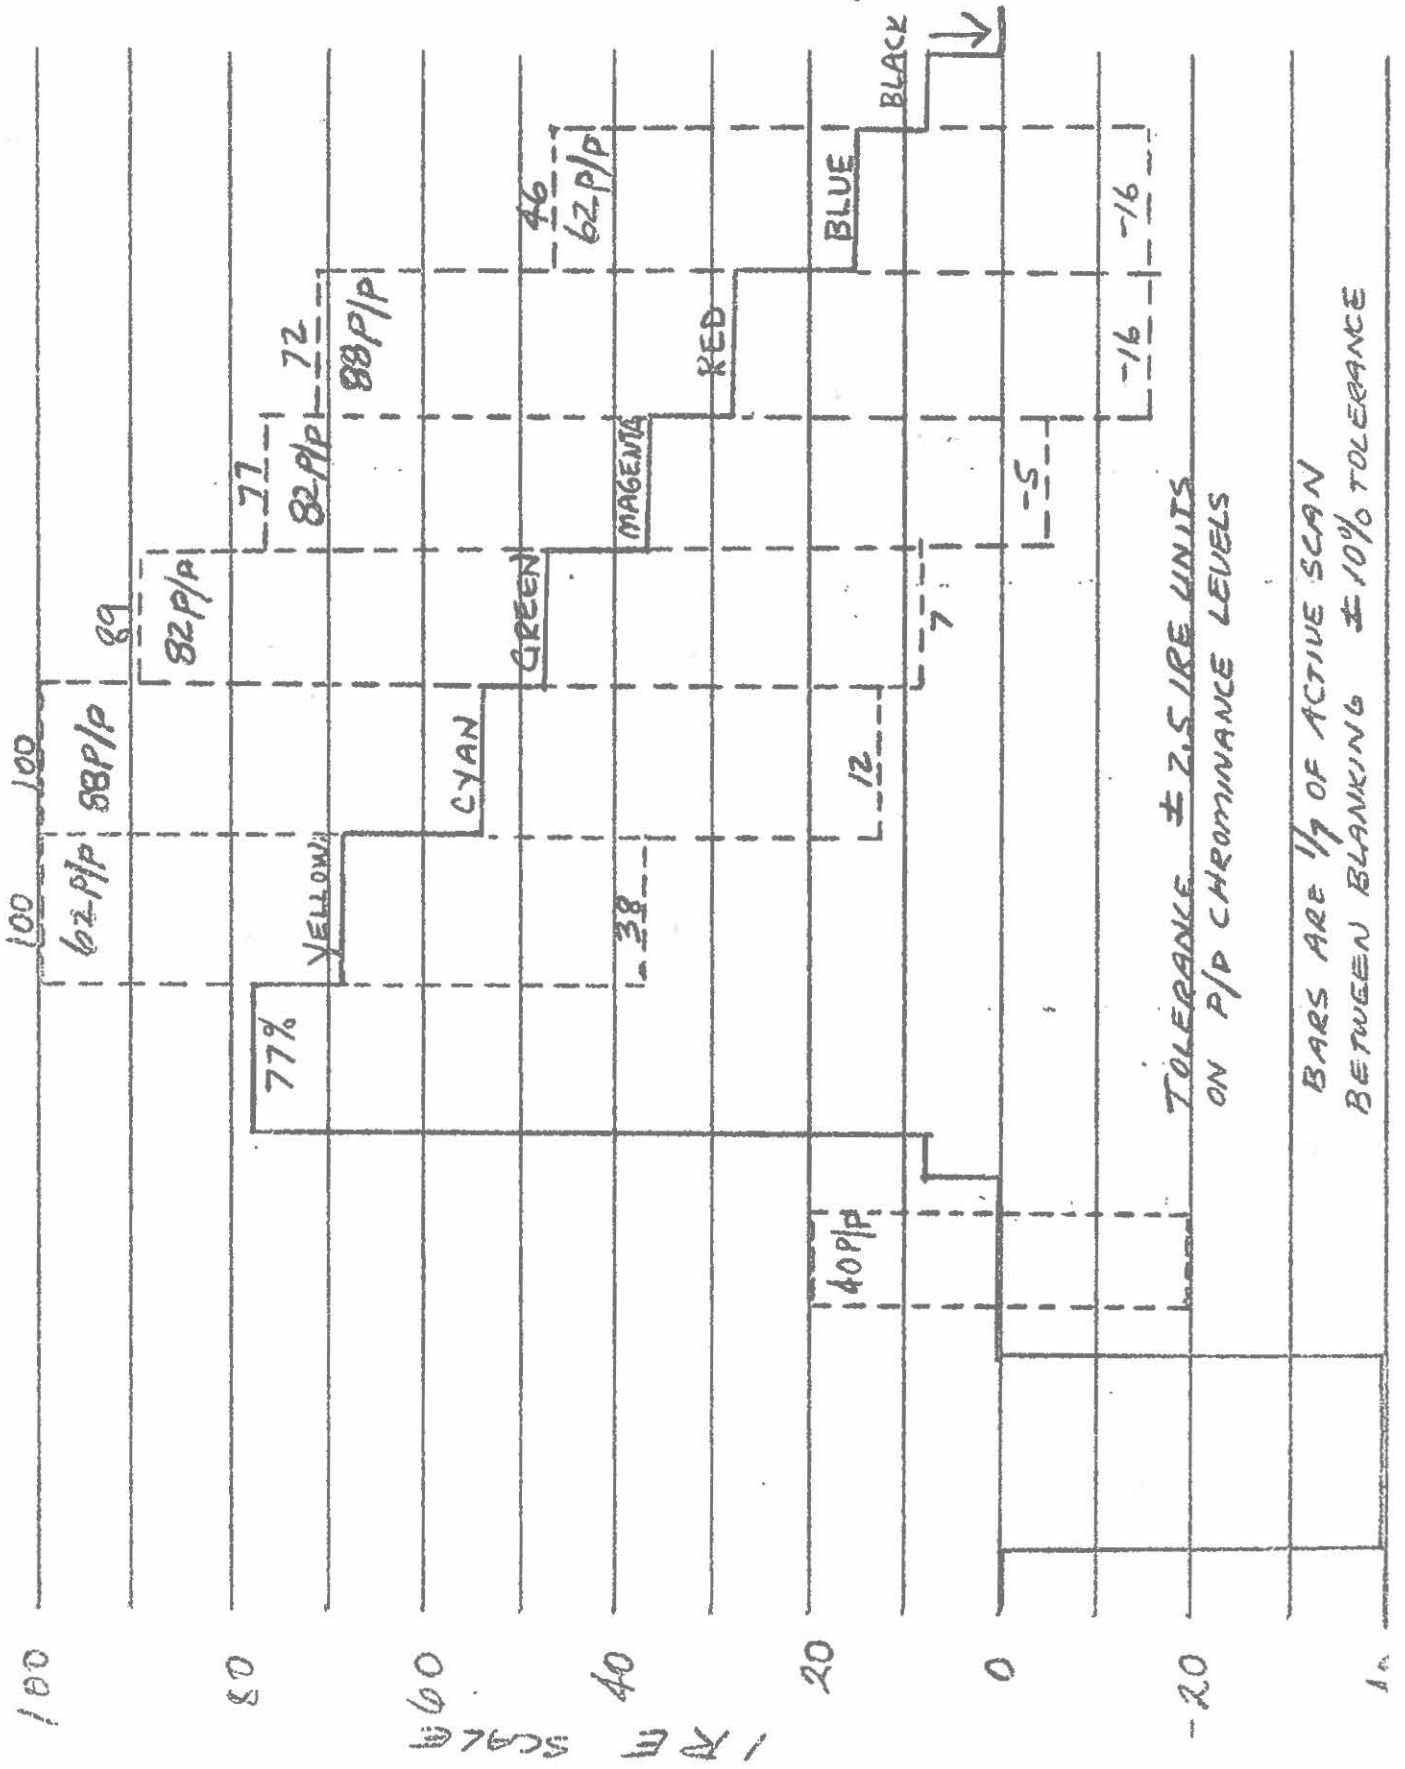 100 100
62 P/P 88P/P
89
82P/P
77
82P/P
72
88P/P
46
62 P/P
77%
YELLOW
CYAN
GREEN
MAGENTA
RED
BLUE
BLACK
38
12
7
-5
-16
-16
40P/P
100
80
60
40
20
0
-20
IRE
SCALE
TOLERANCE ± 2.5 IRE UNITS
ON P/P CHROMINANCE LEVELS
BARS ARE 1/7 OF ACTIVE SCAN
BETWEEN BLANKING ± 10% TOLERANCE